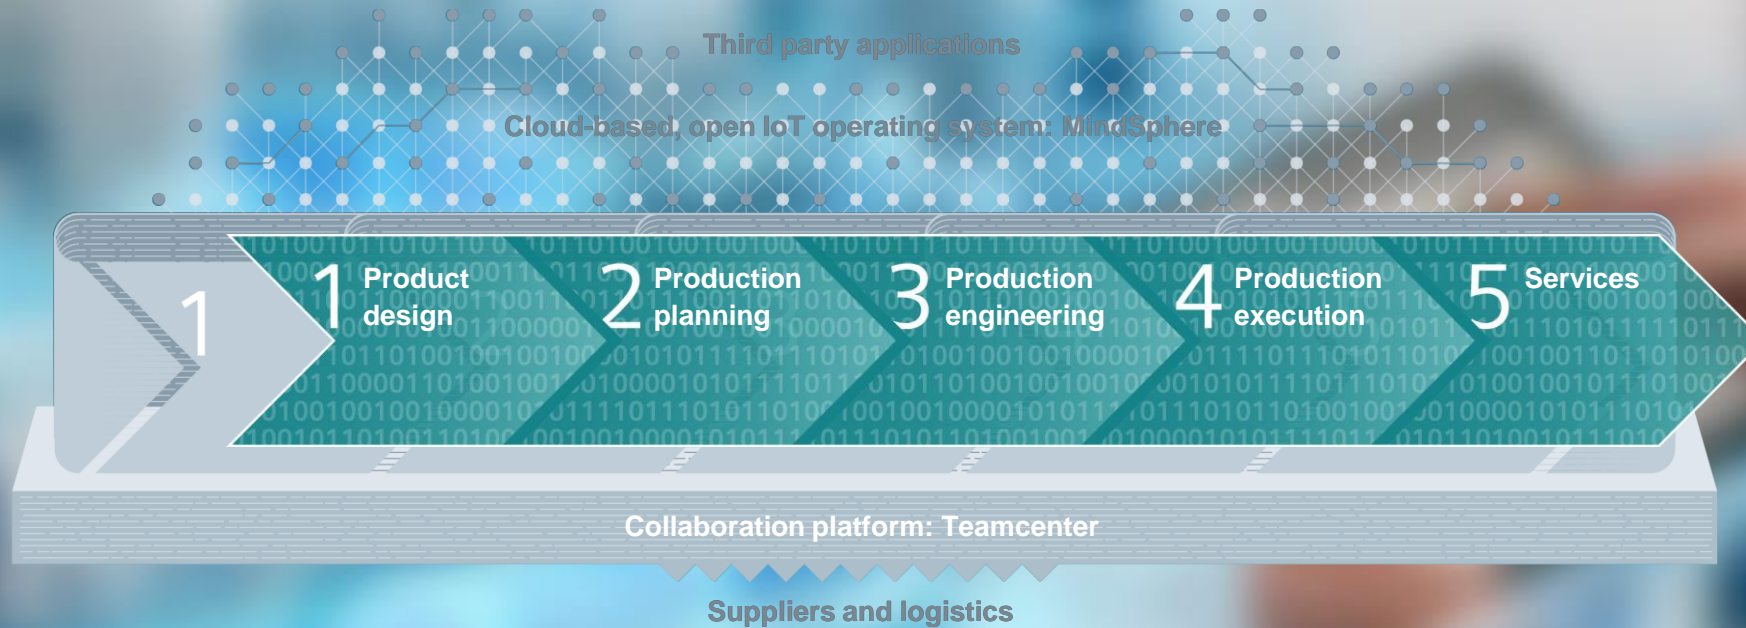 Third party applications
Cloud-based, open IoT operating system: MindSphere
1
1 Product
design
2 Production
planning
3 Production
engineering
4 Production
execution
5 Services
Collaboration platform: Teamcenter
Suppliers and logistics